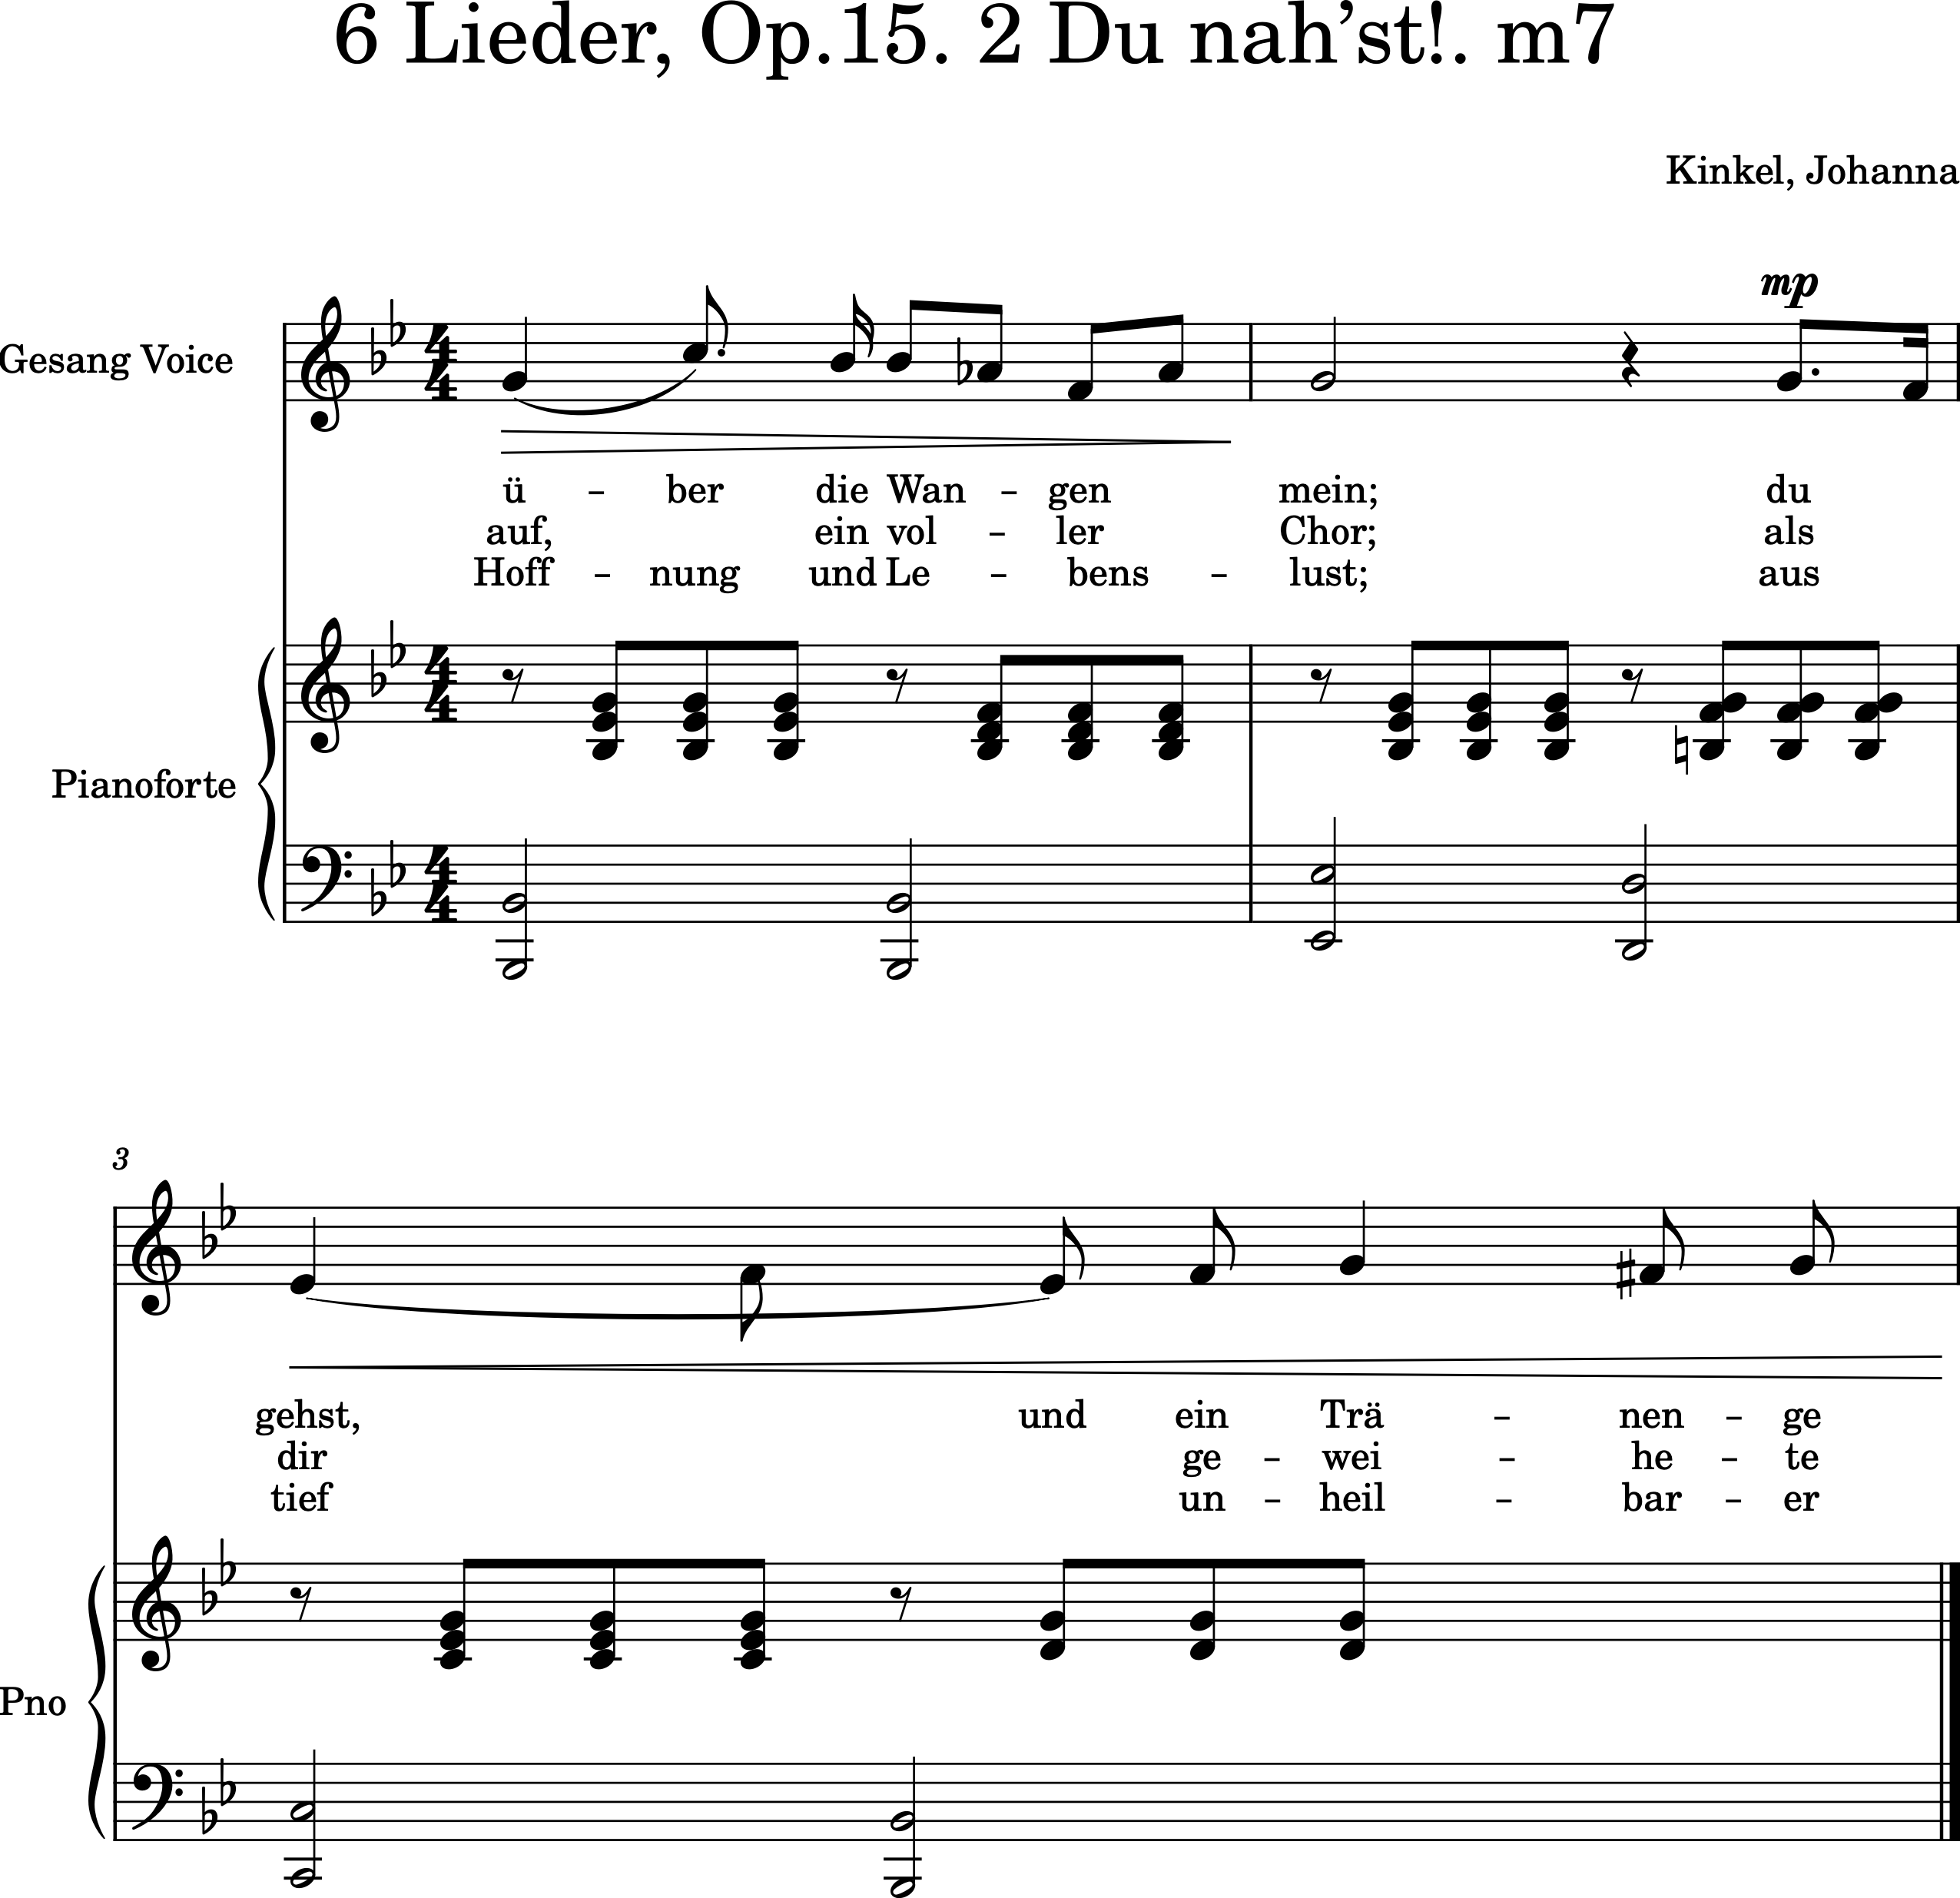 6 Lieder, Op.15. 2 Du nah’st!. m7
Kinkel, Johanna
mp
Gesang Voice
ü – ber die Wan – gen mein; du
auf, ein vol – ler Chor; als
Hoff – nung und Le – bens – lust; aus
Pianoforte
3
gehst, und ein Trä – nen – ge
dir ge – wei – he – te
tief un – heil – bar – er
Pno